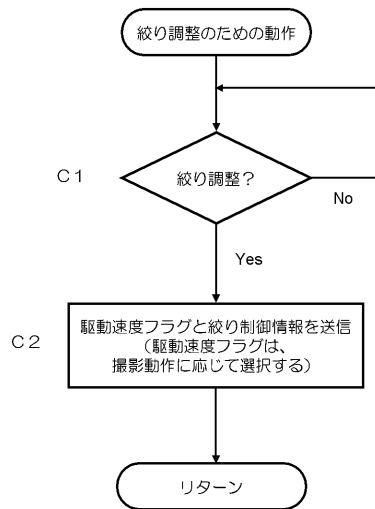 絞り調整のための動作
C1
絞り調整?
No
Yes
C2
駆動速度フラグと絞り制御情報を送信
(駆動速度フラグは、
撮影動作に応じて選択する)
リターン